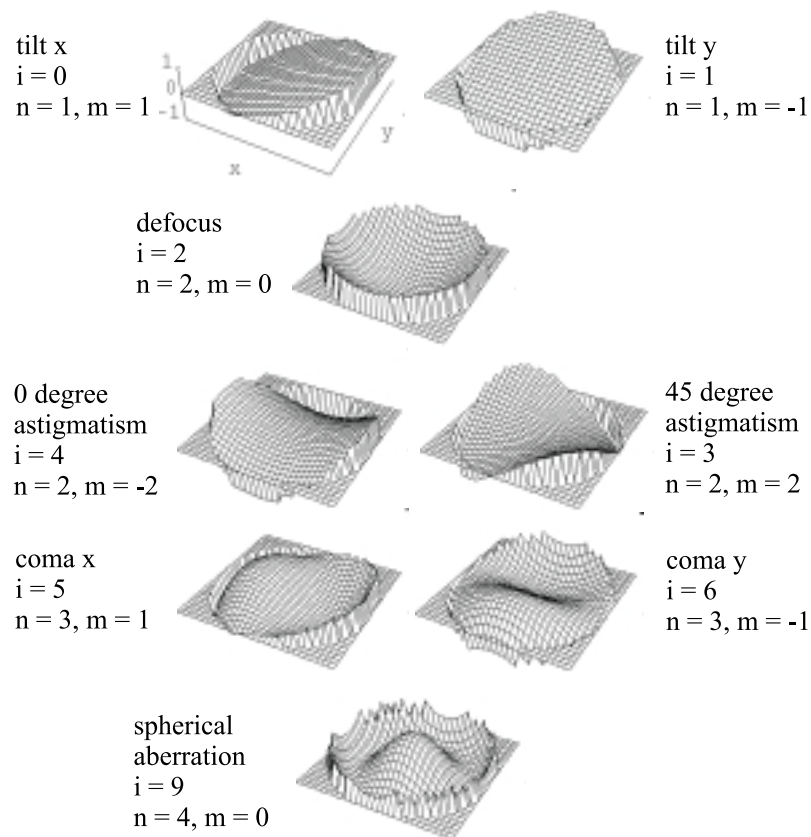 tilt x
i = 0
n = 1, m = 1
1
0
-1
x
y
tilt y
i = 1
n = 1, m = -1
defocus
i = 2
n = 2, m = 0
0 degree
astigmatism
i = 4
n = 2, m = -2
45 degree
astigmatism
i = 3
n = 2, m = 2
coma x
i = 5
n = 3, m = 1
coma y
i = 6
n = 3, m = -1
spherical
aberration
i = 9
n = 4, m = 0